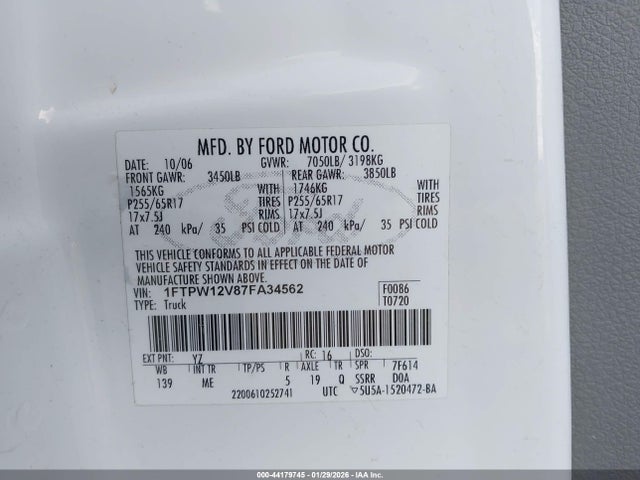 MFD. BY FORD MOTOR CO.
DATE: 10/06 GVWR: 7050LB/ 3198KG
FRONT GAWR: 3450LB REAR GAWR: 3850LB
1565KG WITH 1746KG WITH
P255/65R17 TIRES P255/65R17 TIRES
17x7.5J RIMS 17x7.5J RIMS
AT 240 kPa/ 35 PSI COLD AT 240 kPa/ 35 PSI COLD
THIS VEHICLE CONFORMS TO ALL APPLICABLE FEDERAL MOTOR
VEHICLE SAFETY STANDARDS IN EFFECT ON THE DATE OF
MANUFACTURE SHOWN ABOVE.
VIN: 1FTPW12V87FA34562 F0086
TYPE: Truck T0720
EXT PNT: YZ RC: 16 DSO:
WB INT TR TP/PS R AXLE TR SPR 7F614
139 ME 5 19 Q SSRR D0A
2200610252741 UTC ▽5U5A-1520472-BA
000-44179745 - 01/29/2026 - IAA Inc.